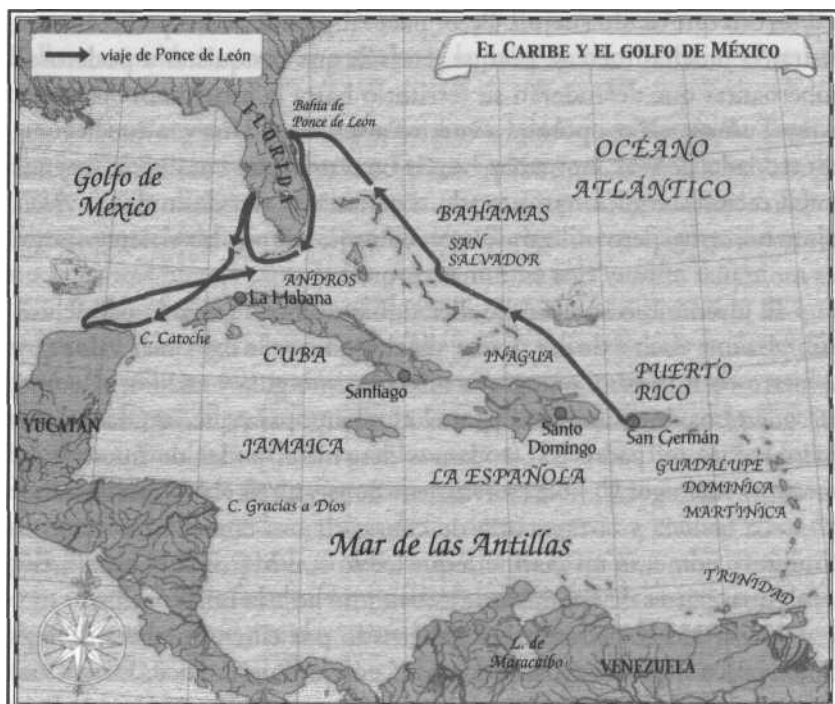 viaje de Ponce de León
EL CARIBE Y EL GOLFO DE MÉXICO
Bahía de
Ponce de León
FLORIDA
OCÉANO
ATLÁNTICO
Golfo de
México
BAHAMAS
SAN
SALVADOR
ANDROS
La Habana
C. Catoche
CUBA
INAGUA
PUERTO
RICO
Santiago
YUCATÁN
Santo
Domingo
San Germán
JAMAICA
GUADALUPE
LA ESPAÑOLA
DOMINICA
C. Gracias a Dios
MARTINICA
Mar de las Antillas
TRINIDAD
L. de
Maracaibo
VENEZUELA